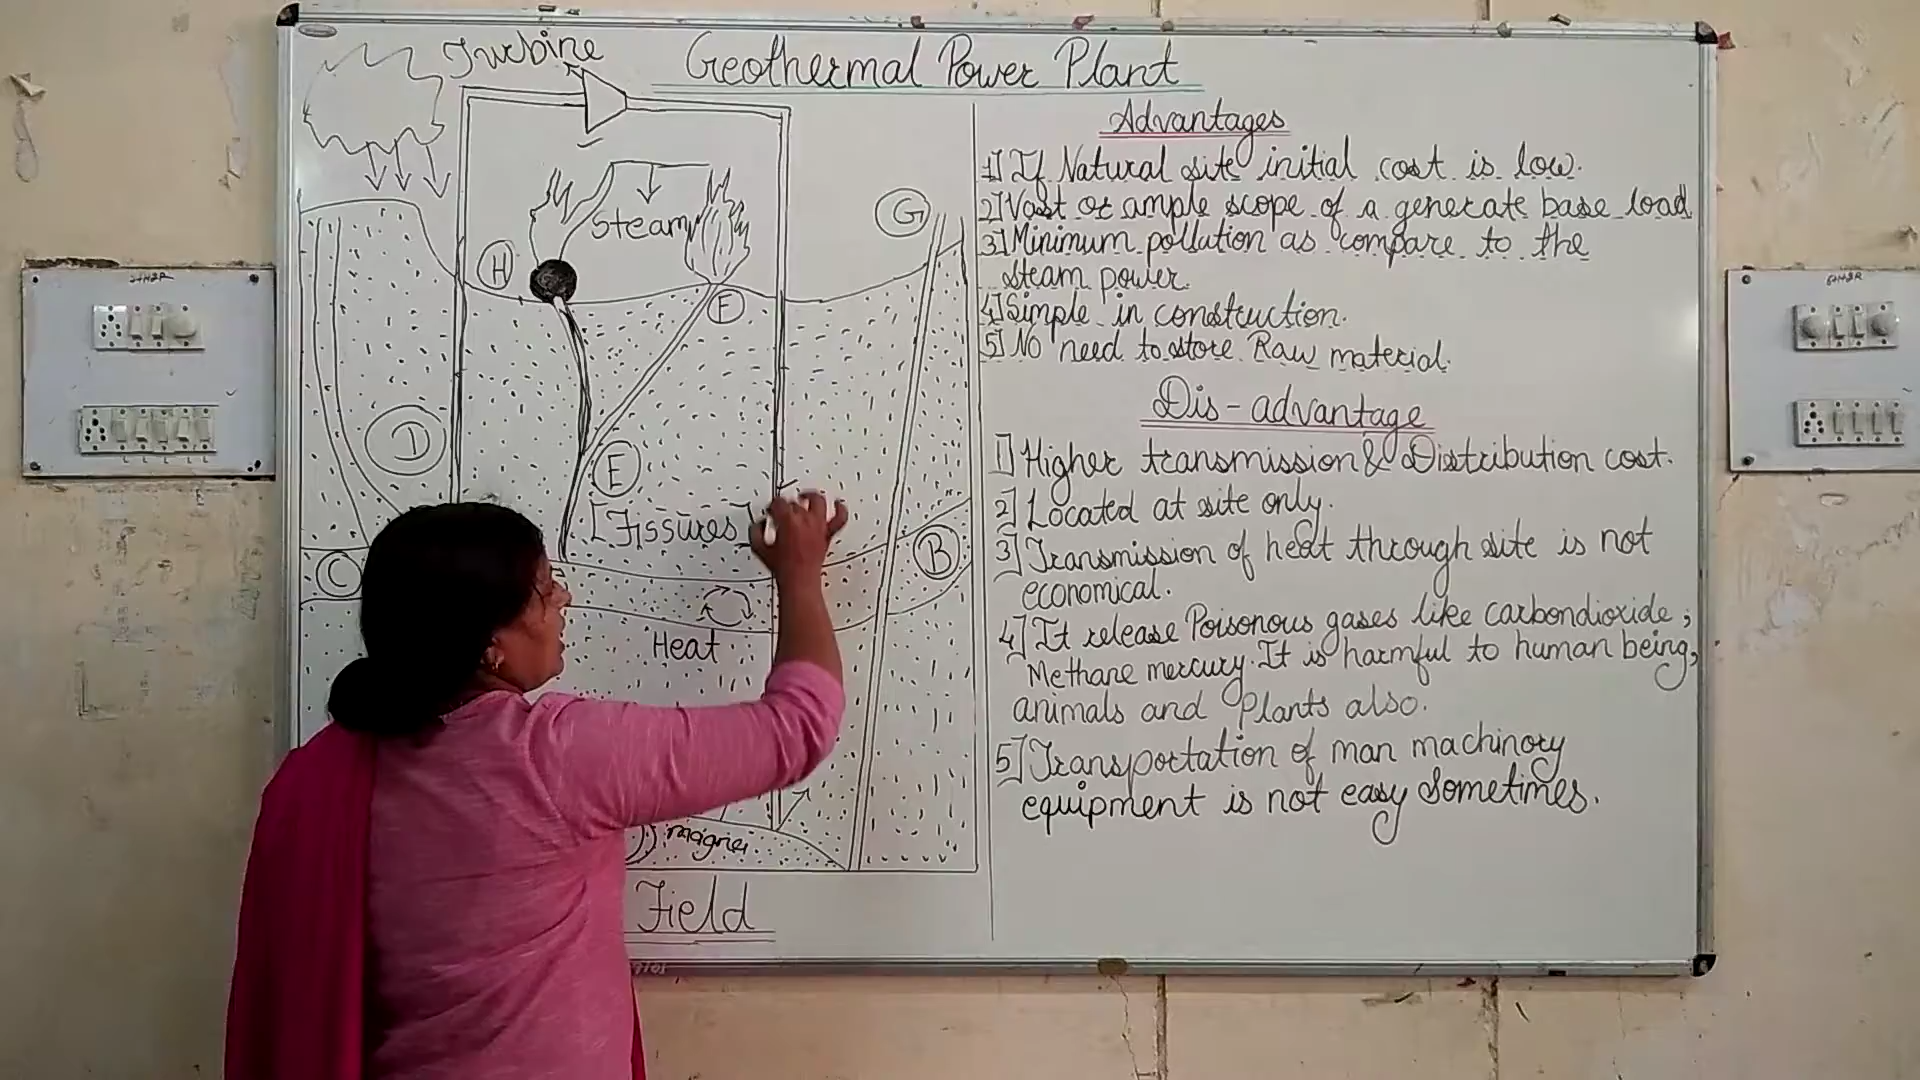 Turbine
Geothermal Power Plant
Steam
H
F
G
D
E
[Fissures]
C
B
Heat
magma
Field
Advantages
1] If Natural site initial cost is low.
2] Vast or ample scope of a generate base load
3] Minimum pollution as compare to the
steam power.
4] Simple in construction.
5] No need to store Raw material.
Dis-advantage
1] Higher transmission & Distribution cost.
2] Located at site only.
3] Transmission of heat through site is not
economical.
4] It release Poisonous gases like carbondioxide,
Methane mercury. It is harmful to human being,
animals and plants also.
5] Transportation of man machinory
equipment is not easy sometimes.